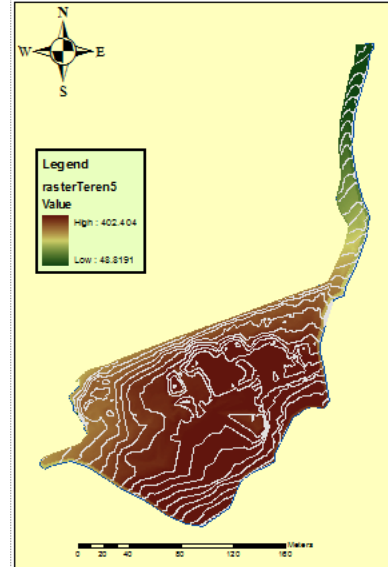 N
W E
S
Legend
rasterTeren5
Value
High : 402.404
Low : 48.8191
Meters
0 20 40 80 120 160